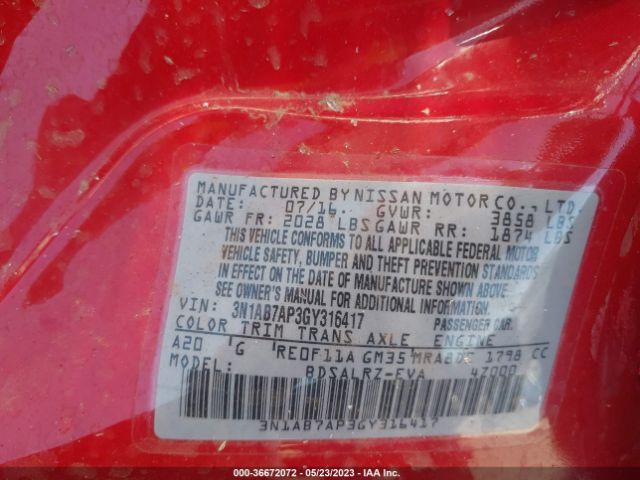 MANUFACTURED BY NISSAN MOTOR CO., LTD.
DATE: 07/16 GVWR: 3858 LBS
GAWR FR: 2028 LBS GAWR RR: 1874 LBS
THIS VEHICLE CONFORMS TO ALL APPLICABLE FEDERAL MOTOR
VEHICLE SAFETY, BUMPER AND THEFT PREVENTION STANDARDS
IN EFFECT ON THE DATE OF MANUFACTURE SHOWN ABOVE.
SEE OWNER'S MANUAL FOR ADDITIONAL INFORMATION.
VIN: 3N1AB7AP3GY316417 PASSENGER CAR
COLOR TRIM TRANS AXLE ENGINE
A20 G RE0F11A GM35 MRA8DE 1798 CC
MODEL: BDSALRZ-EVA 4Z000
3N1AB7AP3GY316417
000-36672072 - 05/23/2023 - IAA Inc.